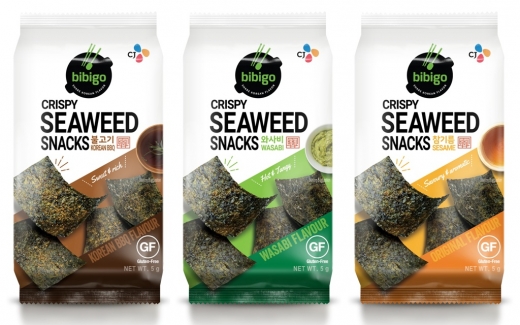 bibigo
CJ
CRISPY
SEAWEED
SNACKS 불고기
KOREAN BBQ
Sweet & rich!
KOREAN BBQ FLAVOUR
GF
Gluten-Free
NET WT. 5g
bibigo
CJ
CRISPY
SEAWEED
SNACKS 와사비
WASABI
Hot & Tangy
WASABI FLAVOUR
GF
Gluten-Free
NET WT. 5g
bibigo
CJ
CRISPY
SEAWEED
SNACKS 참기름
SESAME
Savoury & aromatic
ORIGINAL FLAVOUR
GF
Gluten-Free
NET WT. 5g